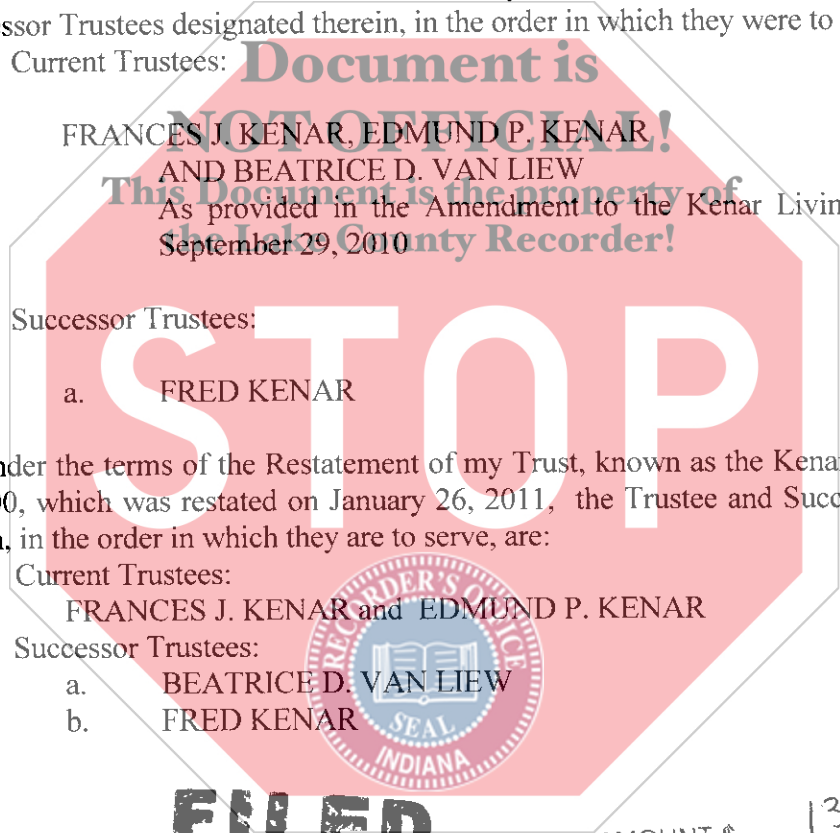 ssor Trustees designated therein, in the order in which they were to
Current Trustees:
Document is
NOT OFFICIAL!
FRANCES J. KENAR, EDMUND P. KENAR
AND BEATRICE D. VAN LIEW
This Document is the property of
As provided in the Amendment to the Kenar Livin
the Lake County Recorder!
September 29, 2010
Successor Trustees:
STOP
a. FRED KENAR
nder the terms of the Restatement of my Trust, known as the Kenar
00, which was restated on January 26, 2011, the Trustee and Succ
, in the order in which they are to serve, are:
Current Trustees:
FRANCES J. KENAR and EDMUND P. KENAR
Successor Trustees:
a. BEATRICE D. VAN LIEW
b. FRED KENAR
RECORDER'S OFFICE
SEAL
INDIANA
FILED